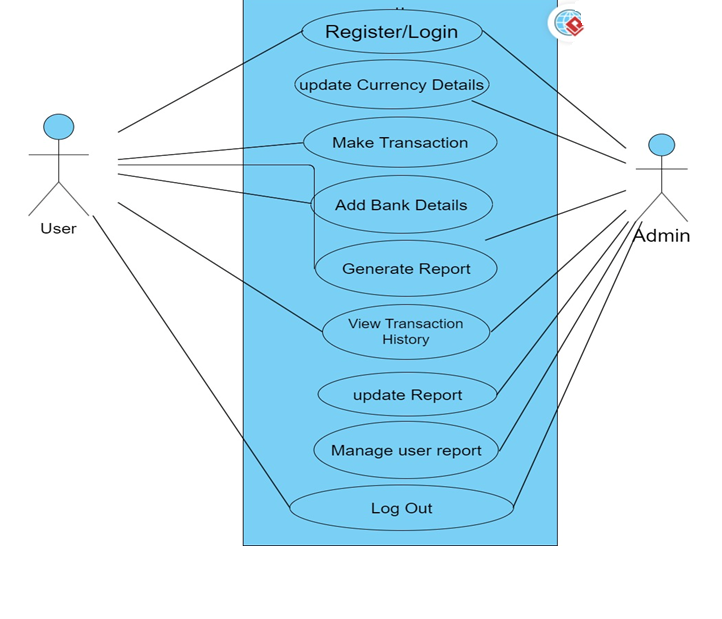 Register/Login
update Currency Details
Make Transaction
Add Bank Details
User
Admin
Generate Report
View Transaction
History
update Report
Manage user report
Log Out